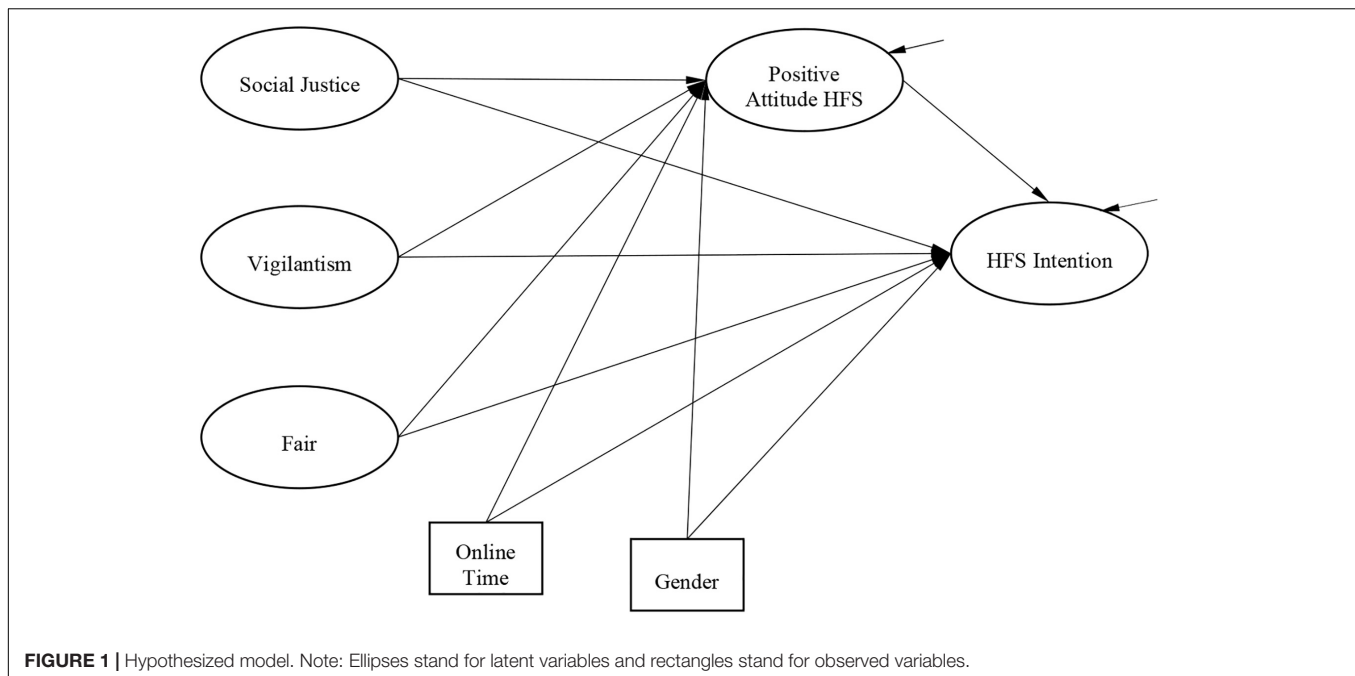 Social Justice
Positive
Attitude HFS
Vigilantism
HFS Intention
Fair
Online
Time
Gender
FIGURE 1 | Hypothesized model. Note: Ellipses stand for latent variables and rectangles stand for observed variables.